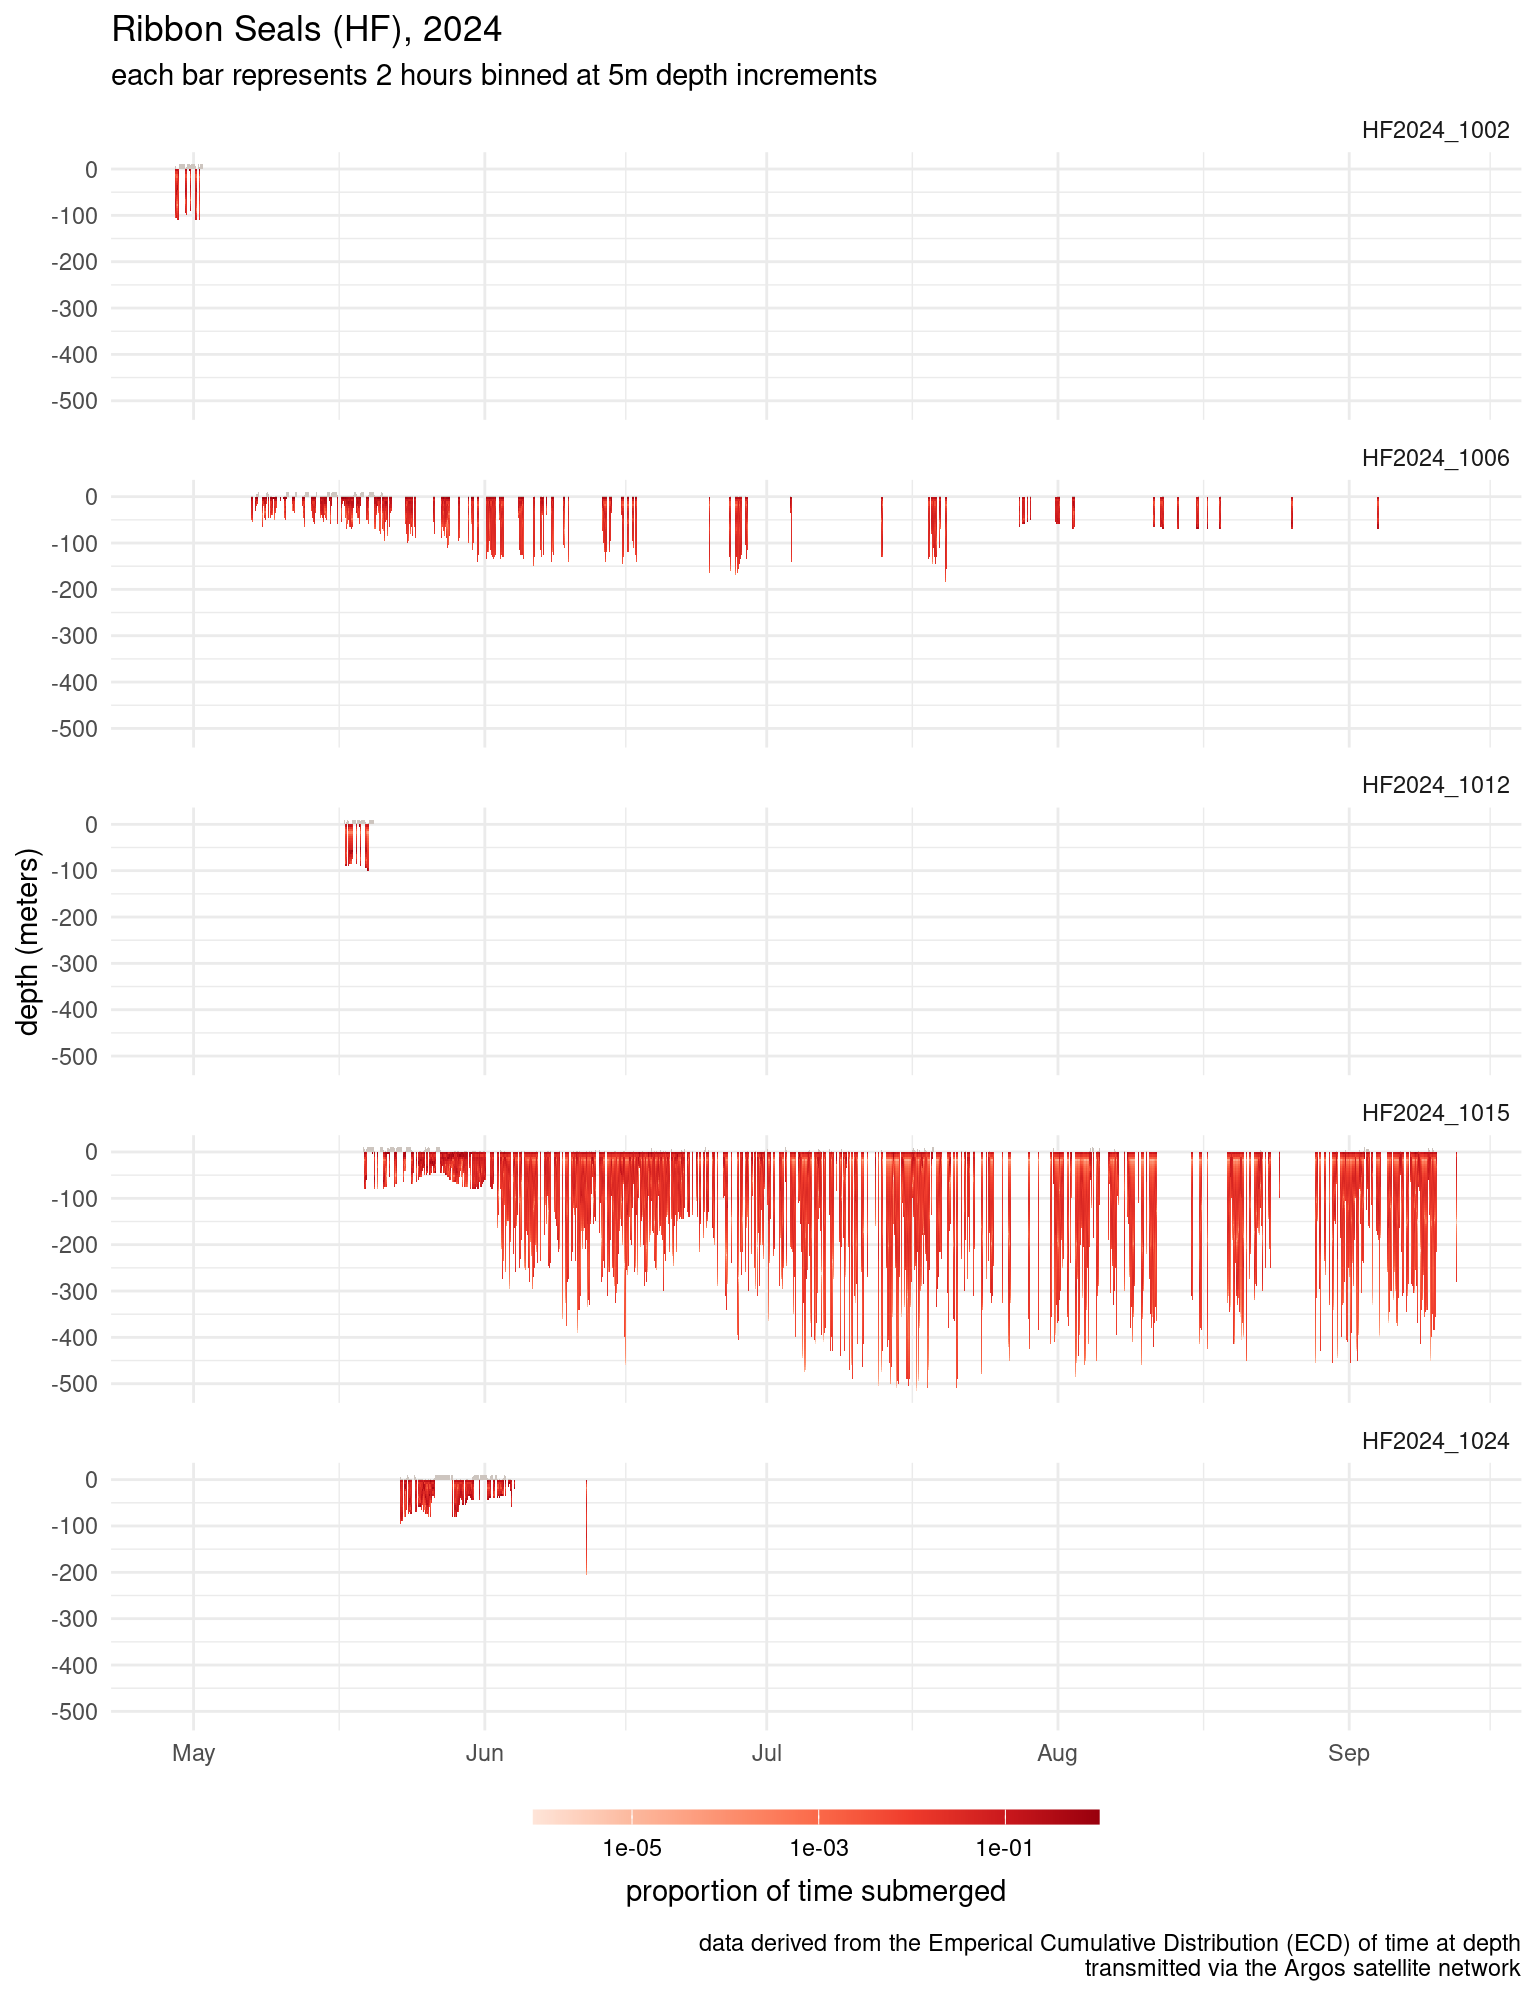 Ribbon Seals (HF), 2024
each bar represents 2 hours binned at 5m depth increments
HF2024_1002
0
-100
-200
-300
-400
-500
HF2024_1006
0
-100
-200
-300
-400
-500
HF2024_1012
0
-100
-200
-300
-400
-500
depth (meters)
HF2024_1015
0
-100
-200
-300
-400
-500
HF2024_1024
0
-100
-200
-300
-400
-500
May Jun Jul Aug Sep
1e-05 1e-03 1e-01
proportion of time submerged
data derived from the Emperical Cumulative Distribution (ECD) of time at depth
transmitted via the Argos satellite network